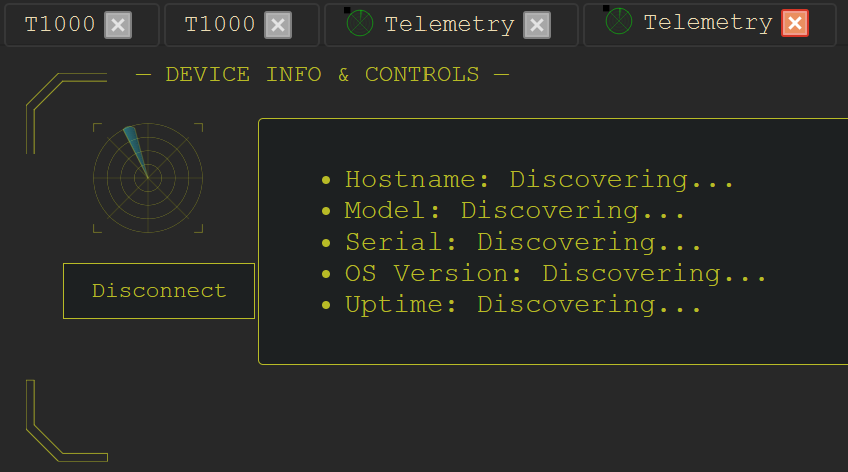 T1000 T1000 Telemetry Telemetry
— DEVICE INFO & CONTROLS —
• Hostname: Discovering...
• Model: Discovering...
• Serial: Discovering...
• OS Version: Discovering...
• Uptime: Discovering...
Disconnect